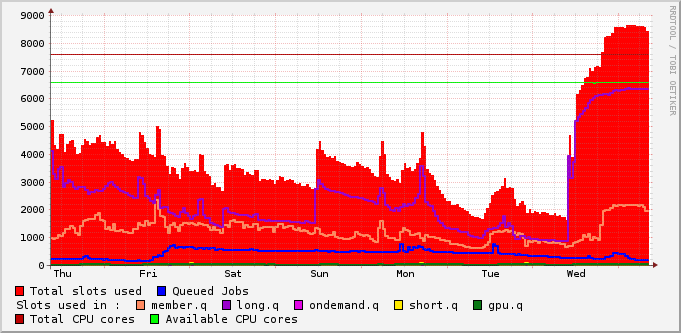 RRDTOOL / TOBI OETIKER
9000
8000
7000
6000
5000
4000
3000
2000
1000
0
Thu Fri Sat Sun Mon Tue Wed
Total slots used Queued Jobs
Slots used in : member.q long.q ondemand.q short.q gpu.q
Total CPU cores Available CPU cores